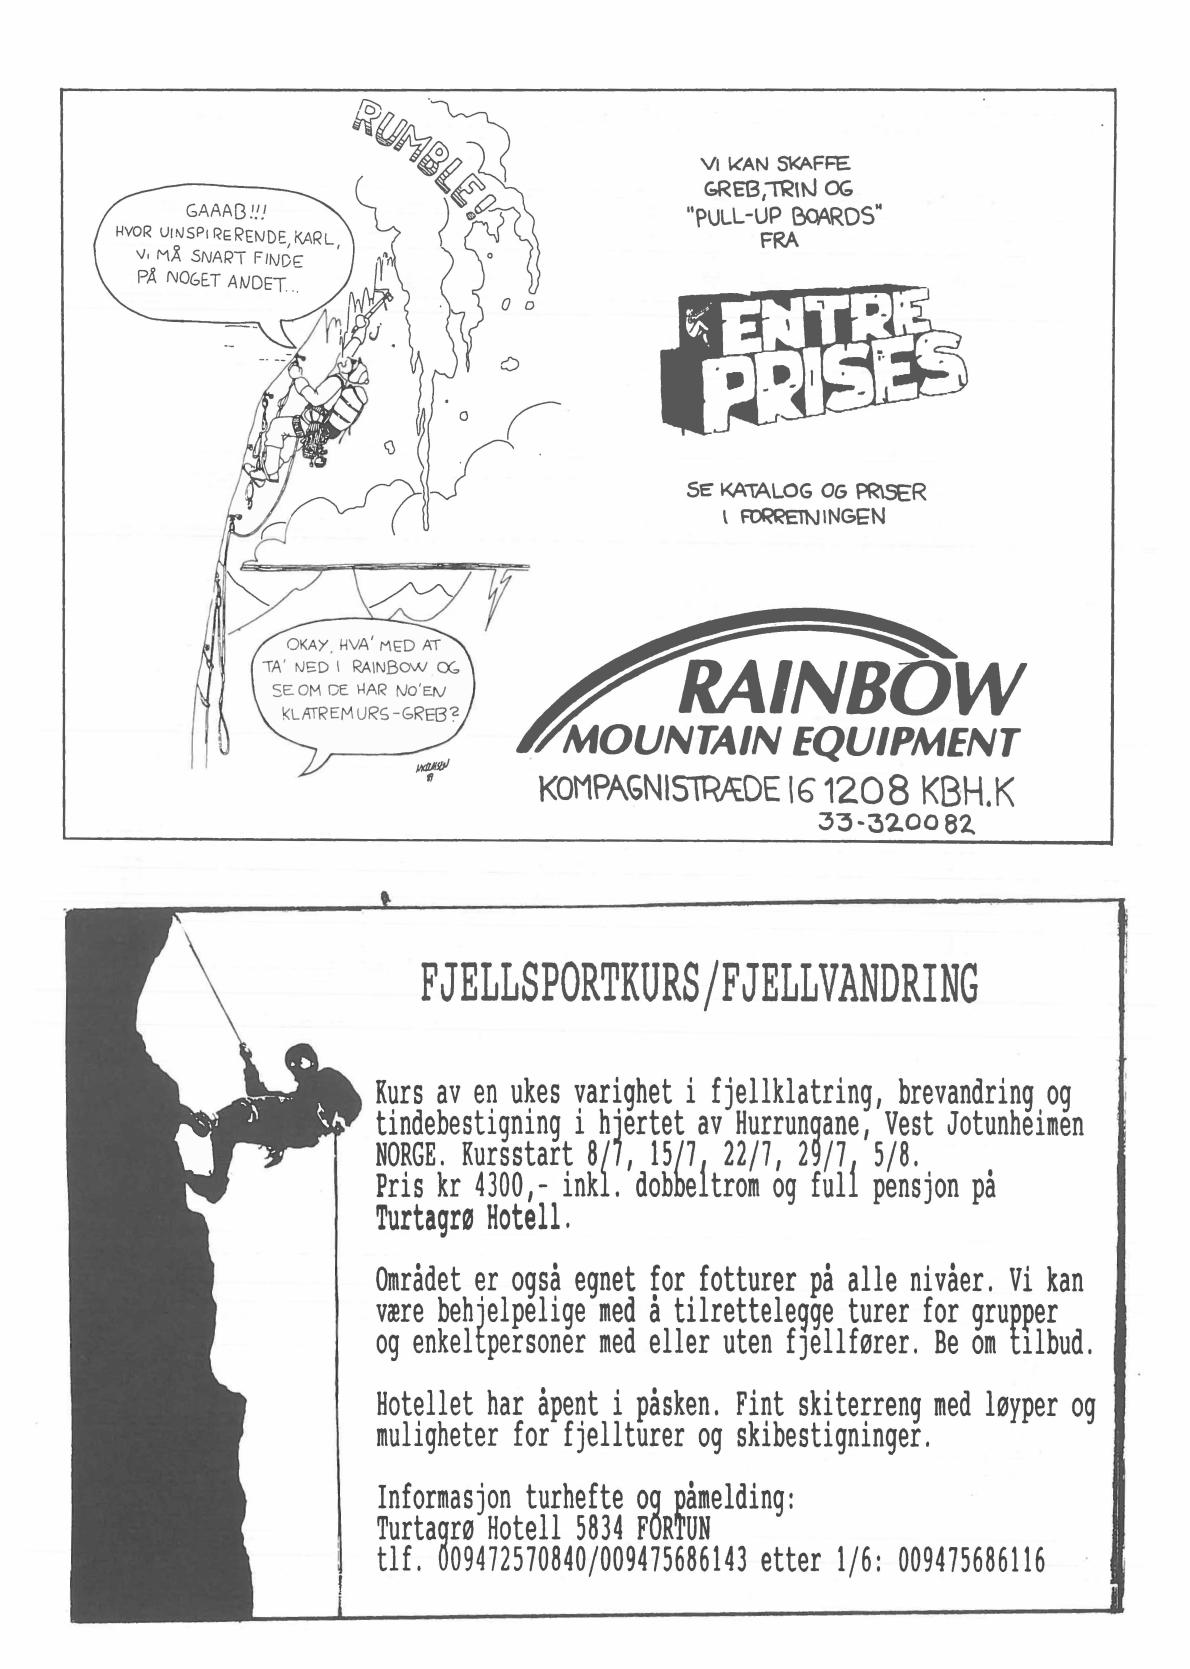 RUMBLE!
GAAAB!!!
HVOR UINSPIRERENDE, KARL,
VI MÅ SNART FINDE
PÅ NOGET ANDET...
OKAY, HVA' MED AT
TA' NED I RAINBOW OG
SE OM DE HAR NO'EN
KLATREMURS-GREB?
VI KAN SKAFFE
GREB, TRIN OG
"PULL-UP BOARDS"
FRA
ENTRE
PRISES
SE KATALOG OG PRISER
I FORRETNINGEN
RAINBOW
MOUNTAIN EQUIPMENT
KOMPAGNISTRÆDE 16 1208 KBH.K
33-320082
FJELLSPORTKURS/FJELLVANDRING
Kurs av en ukes varighet i fjellklatring, brevandring og
tindebestigning i hjertet av Hurrungane, Vest Jotunheimen
NORGE. Kursstart 8/7, 15/7, 22/7, 29/7, 5/8.
Pris kr 4300,- inkl. dobbeltrom og full pensjon på
Turtagrø Hotell.
Området er også egnet for fotturer på alle nivåer. Vi kan
være behjelpelige med å tilrettelegge turer for grupper
og enkeltpersoner med eller uten fjellfører. Be om tilbud.
Hotellet har åpent i påsken. Fint skiterreng med løyper og
muligheter for fjellturer og skibestigninger.
Informasjon turhefte og påmelding:
Turtagrø Hotell 5834 FORTUN
tlf. 009472570840/009475686143 etter 1/6: 009475686116